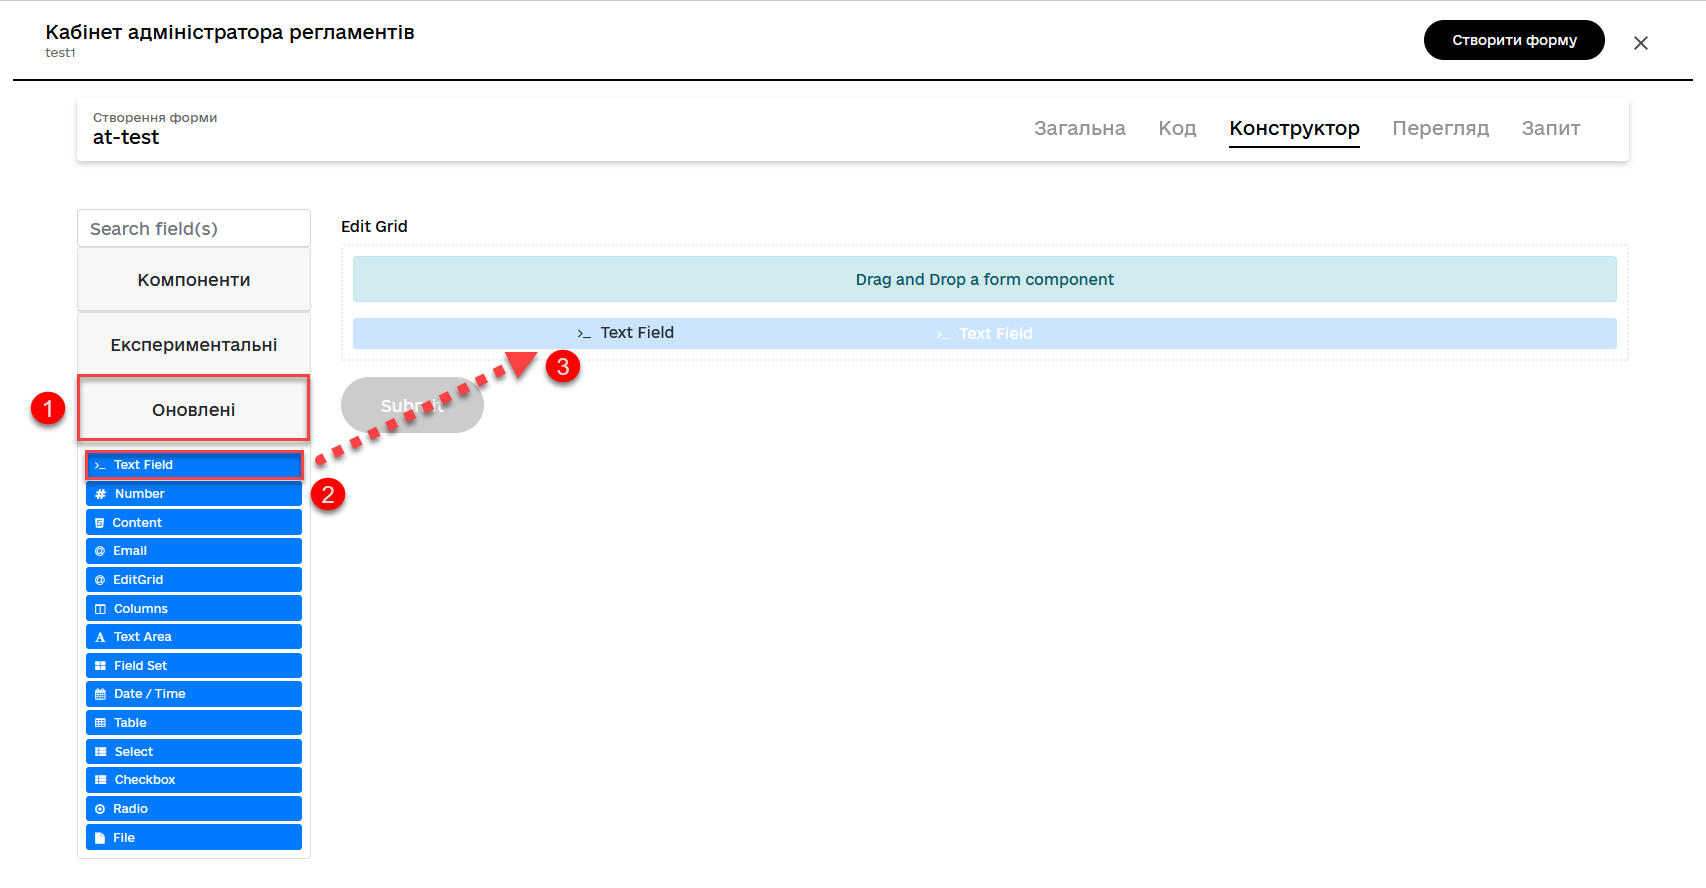 Кабінет адміністратора регламентів
test1
Створити форму
Створення форми
at-test
Загальна Код Конструктор Перегляд Запит
Search field(s)
Компоненти
Експериментальні
1
Оновлені
>_ Text Field
# Number
2
Content
@ Email
@ EditGrid
Columns
A Text Area
Field Set
Date / Time
Table
Select
Checkbox
Radio
File
Edit Grid
Drag and Drop a form component
>_ Text Field >_ Text Field
3
Submit